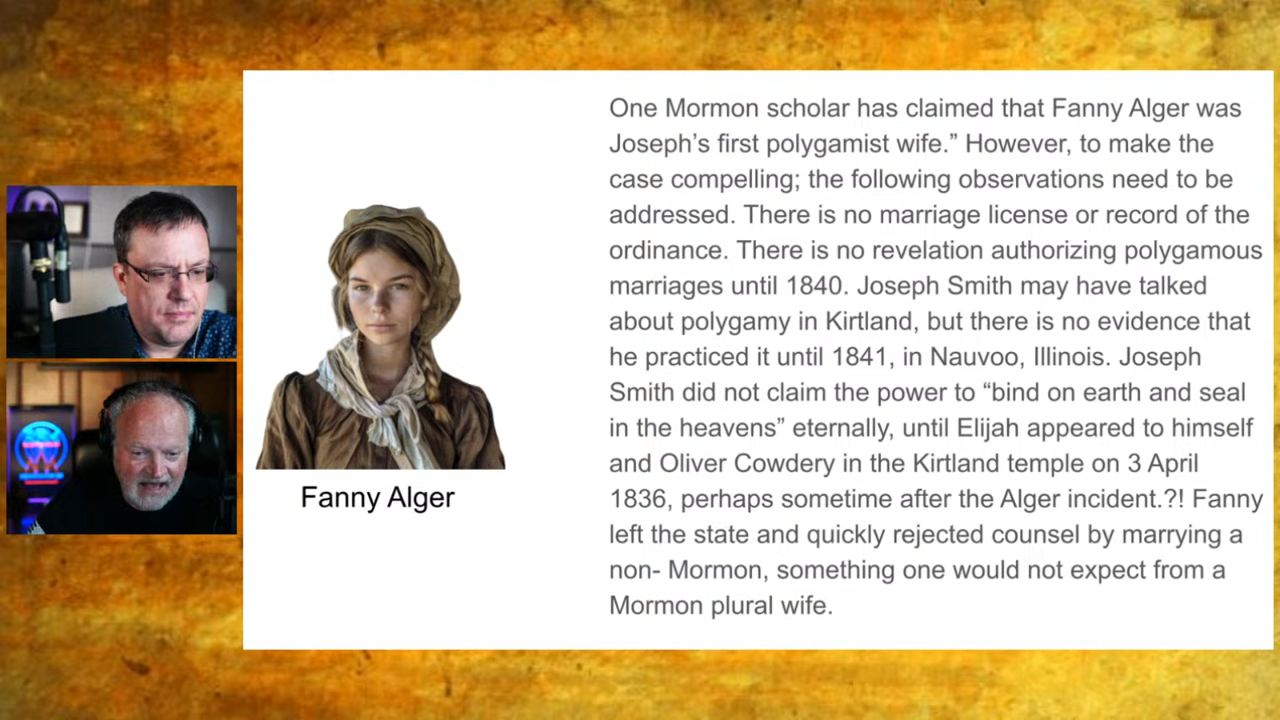 One Mormon scholar has claimed that Fanny Alger was
Joseph’s first polygamist wife.” However, to make the
case compelling; the following observations need to be
addressed. There is no marriage license or record of the
ordinance. There is no revelation authorizing polygamous
marriages until 1840. Joseph Smith may have talked
about polygamy in Kirtland, but there is no evidence that
he practiced it until 1841, in Nauvoo, Illinois. Joseph
Smith did not claim the power to “bind on earth and seal
in the heavens” eternally, until Elijah appeared to himself
and Oliver Cowdery in the Kirtland temple on 3 April
1836, perhaps sometime after the Alger incident.?! Fanny
left the state and quickly rejected counsel by marrying a
non- Mormon, something one would not expect from a
Mormon plural wife.
Fanny Alger